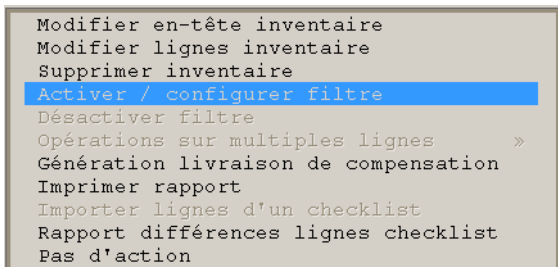 Modifier en-tête inventaire
Modifier lignes inventaire
Supprimer inventaire
Activer / configurer filtre
Désactiver filtre
Opérations sur multiples lignes »
Génération livraison de compensation
Imprimer rapport
Importer lignes d'un checklist
Rapport différences lignes checklist
Pas d'action